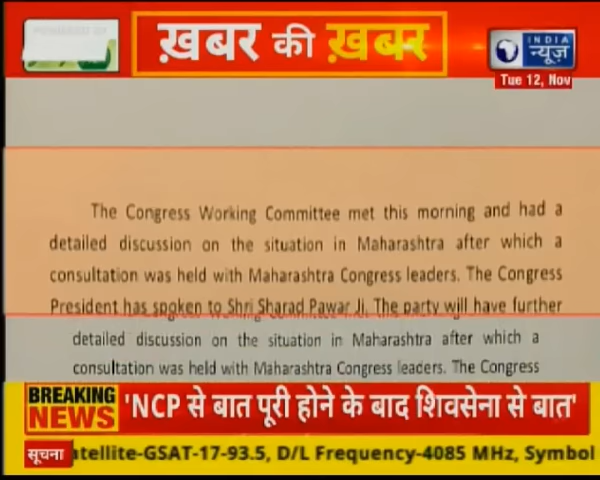 ख़बर की ख़बर
INDIA
न्यूज़
Tue 12, Nov
The Congress Working Committee met this morning and had a
detailed discussion on the situation in Maharashtra after which a
consultation was held with Maharashtra Congress leaders. The Congress
President has spoken to Shri Sharad Pawar Ji. The party will have further
detailed discussion on the situation in Maharashtra after which a
consultation was held with Maharashtra Congress leaders. The Congress
BREAKING
NEWS
'NCP से बात पूरी होने के बाद शिवसेना से बात'
सूचना
atellite-GSAT-17-93.5, D/L Frequency-4085 MHz, Symbol